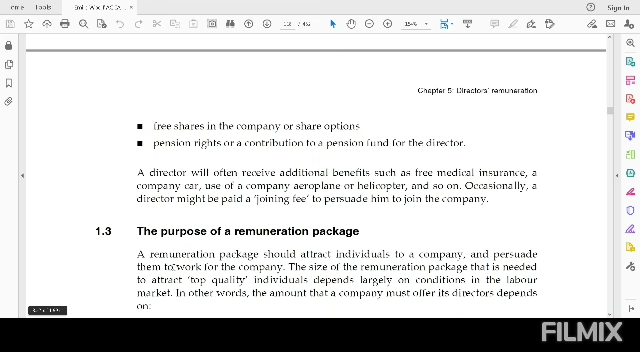 Tools
Sign In
Chapter 5: Directors' remuneration
■ free shares in the company or share options
■ pension rights or a contribution to a pension fund for the director.
A director will often receive additional benefits such as free medical insurance, a
company car, use of a company aeroplane or helicopter, and so on. Occasionally, a
director might be paid a 'joining fee' to persuade him to join the company.
1.3 The purpose of a remuneration package
A remuneration package should attract individuals to a company, and persuade
them to work for the company. The size of the remuneration package that is needed
to attract 'top quality' individuals depends largely on conditions in the labour
market. In other words, the amount that a company must offer its directors depends
on:
FILMIX